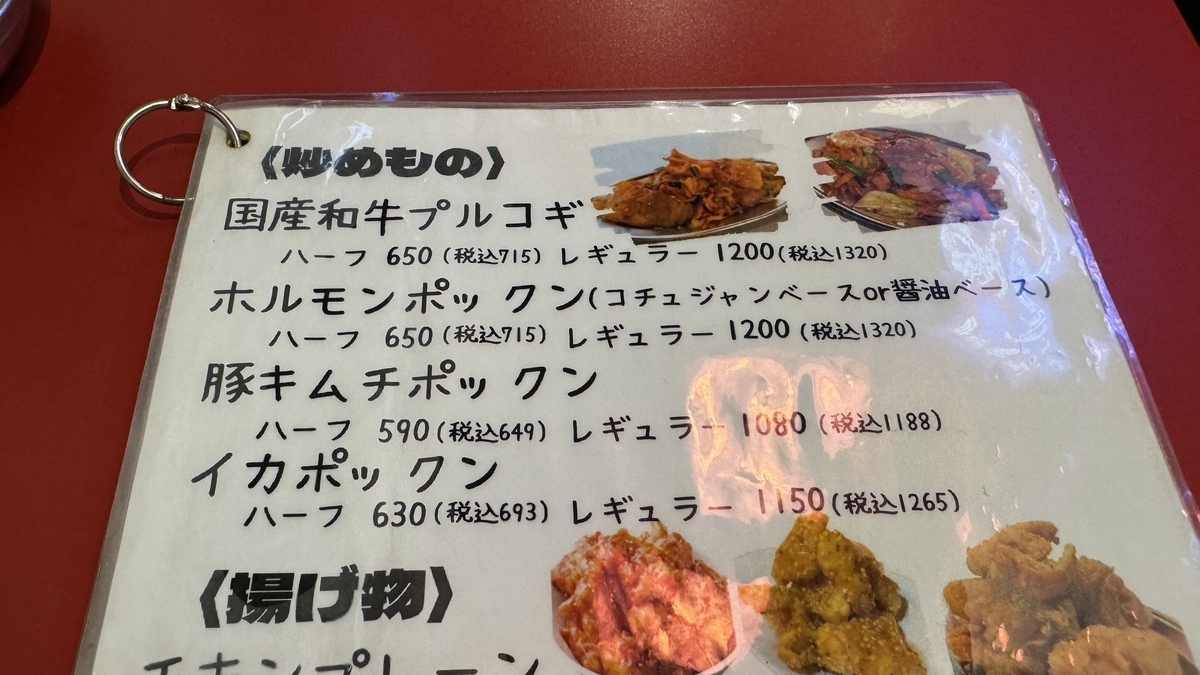 《炒めもの》
国産和牛プルコギ
ハーフ 650(税込715) レギュラー 1200(税込1320)
ホルモンポックン(コチュジャンベースor醤油ベース)
ハーフ 650(税込715) レギュラー 1200(税込1320)
豚キムチポックン
ハーフ 590(税込649) レギュラー 1080(税込1188)
イカポックン
ハーフ 630(税込693) レギュラー 1150(税込1265)
《揚げ物》
チキンプレーン